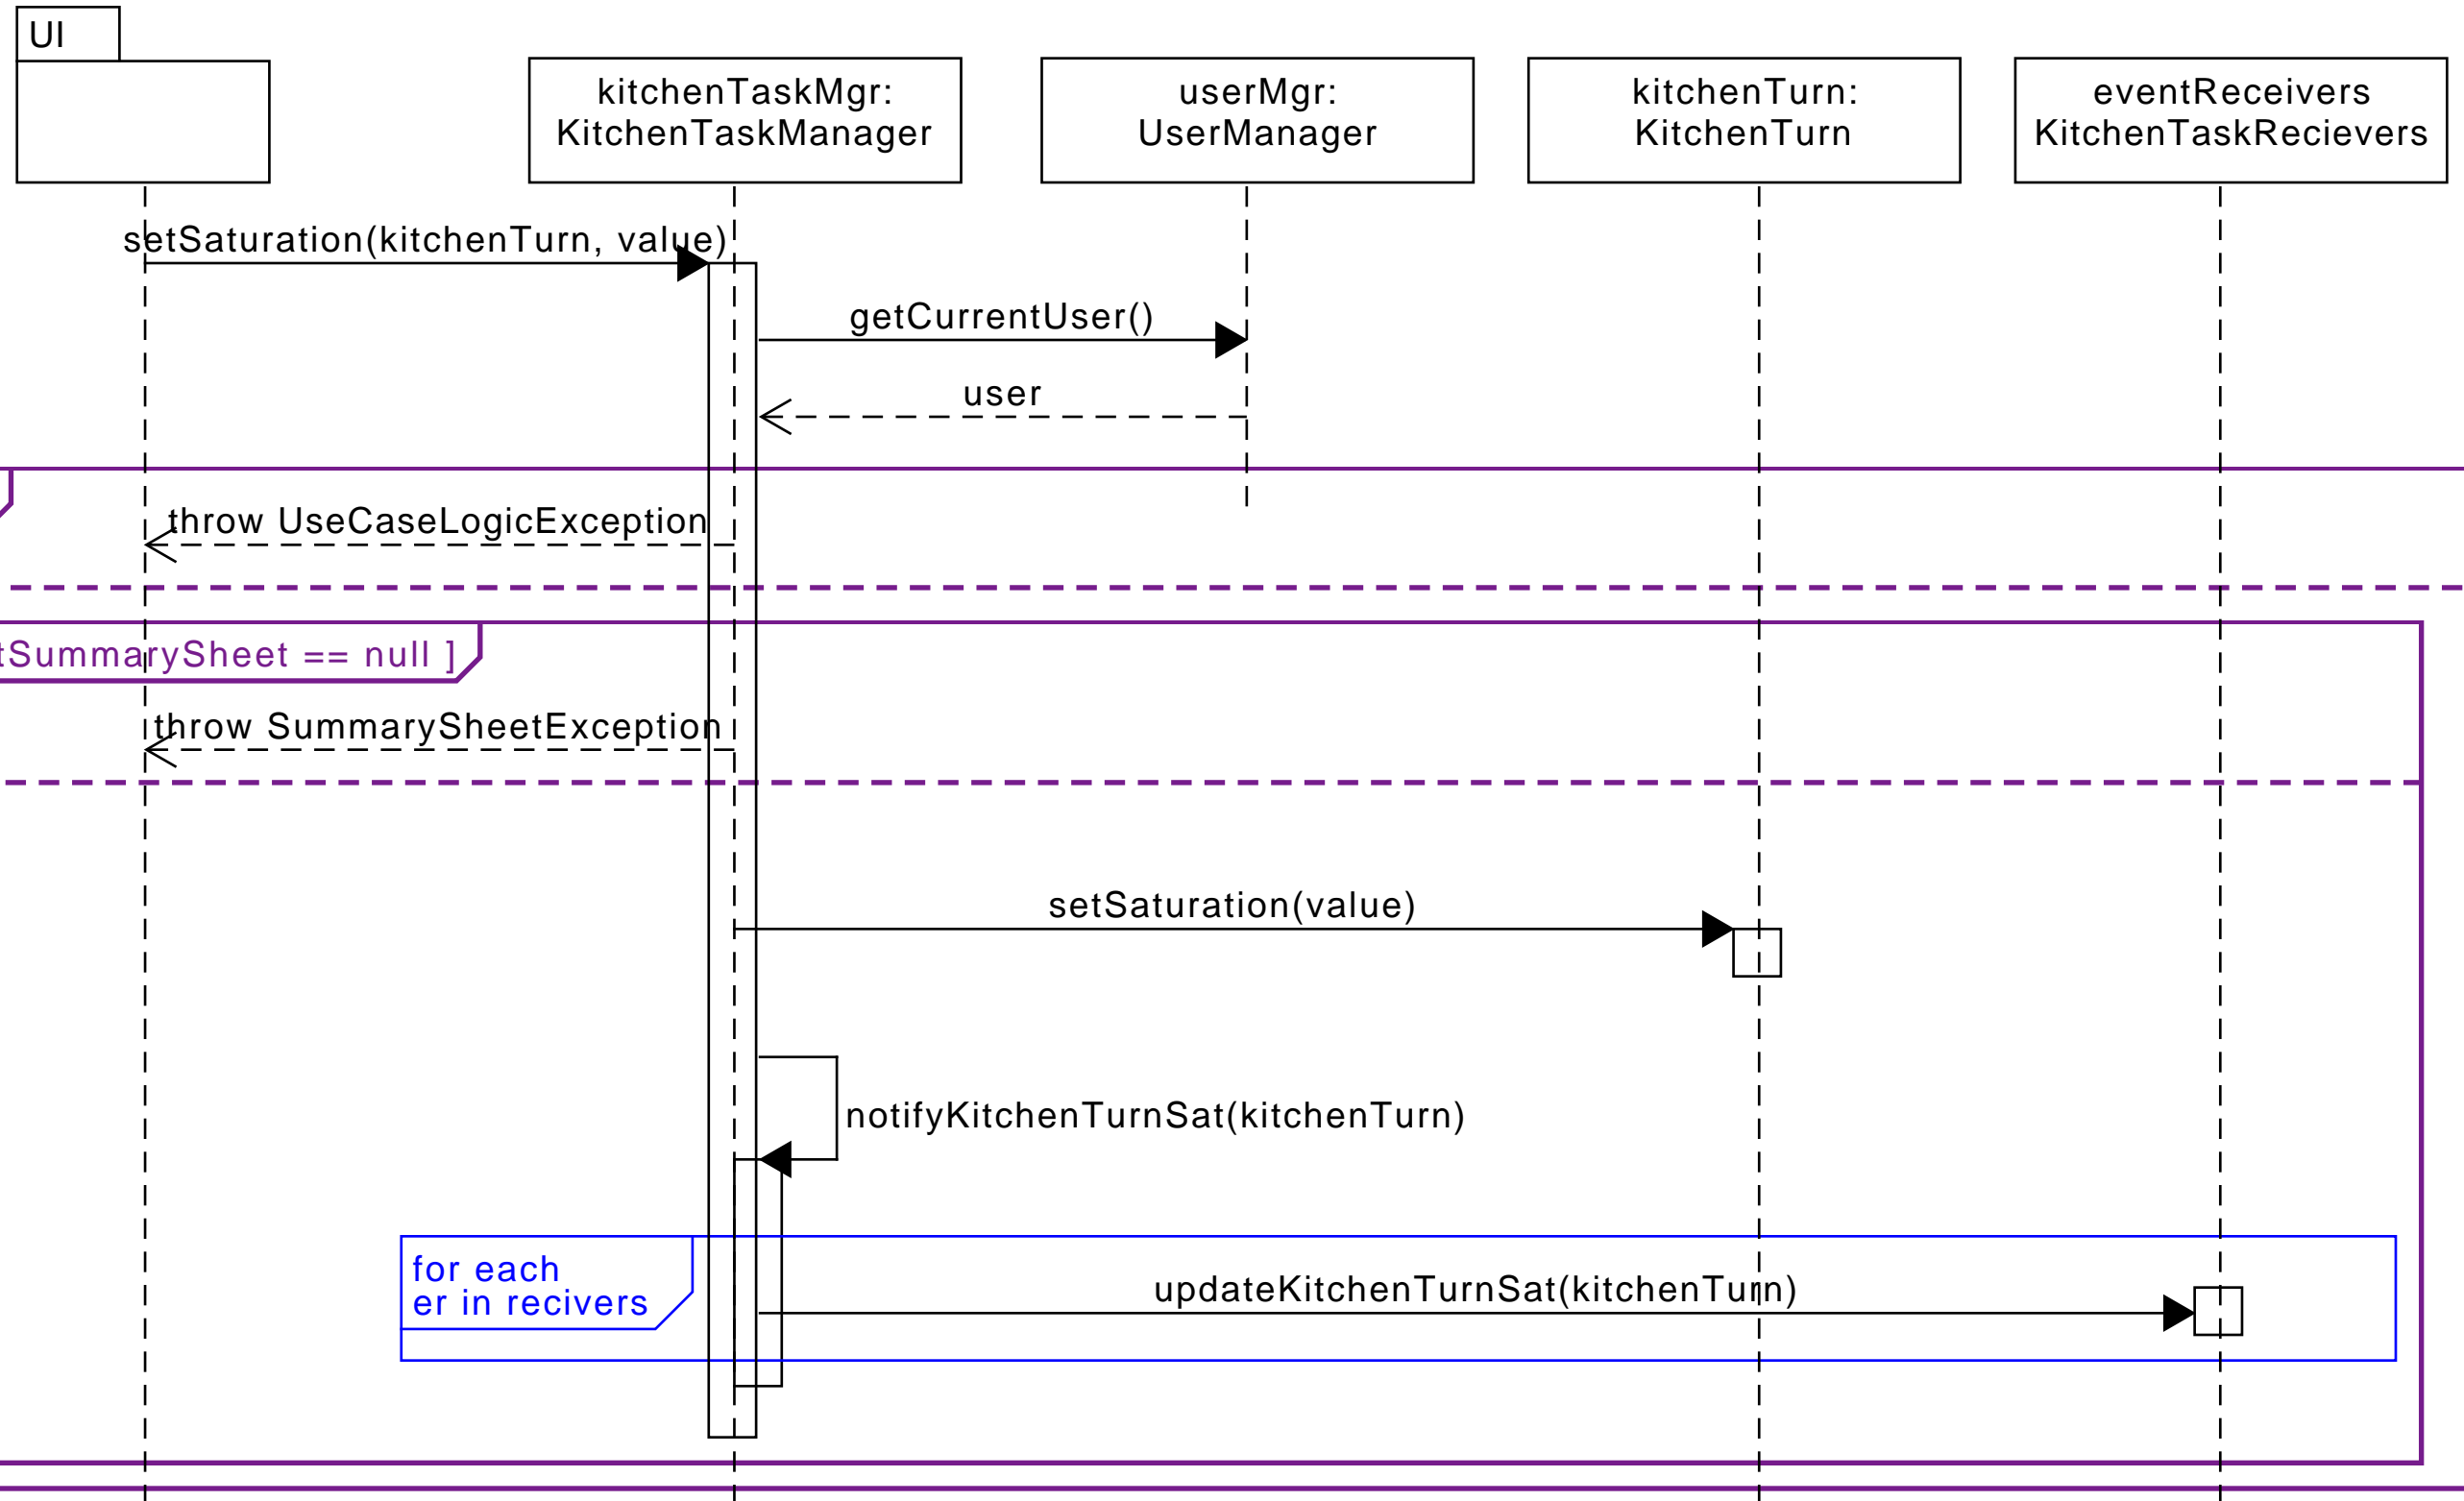 UI
kitchenTaskMgr:
KitchenTaskManager
userMgr:
UserManager
kitchenTurn:
KitchenTurn
eventReceivers
KitchenTaskRecievers
setSaturation(kitchenTurn, value)
getCurrentUser()
user
throw UseCaseLogicException
tSummarySheet == null ]
throw SummarySheetException
setSaturation(value)
notifyKitchenTurnSat(kitchenTurn)
for each
er in recivers
updateKitchenTurnSat(kitchenTurn)